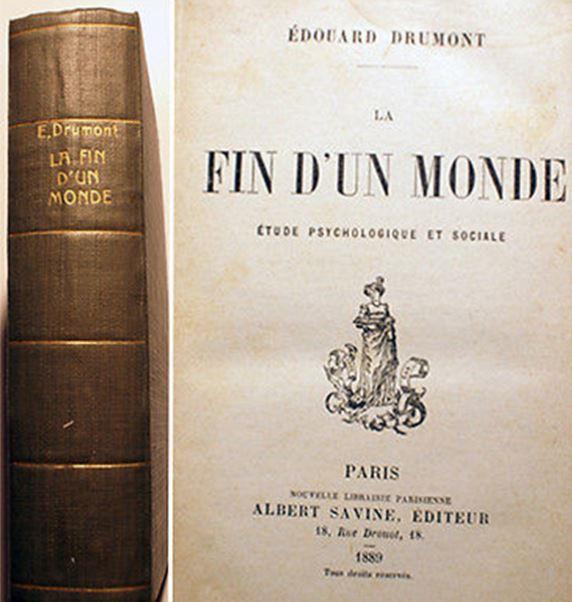 E. Drumont
LA FIN
D'UN
MONDE
ÉDOUARD DRUMONT
LA
FIN D'UN MONDE
ÉTUDE PSYCHOLOGIQUE ET SOCIALE
PARIS
NOUVELLE LIBRAIRIE PARISIENNE
ALBERT SAVINE, ÉDITEUR
18, Rue Drouot, 18.
1889
Tous droits réservés.